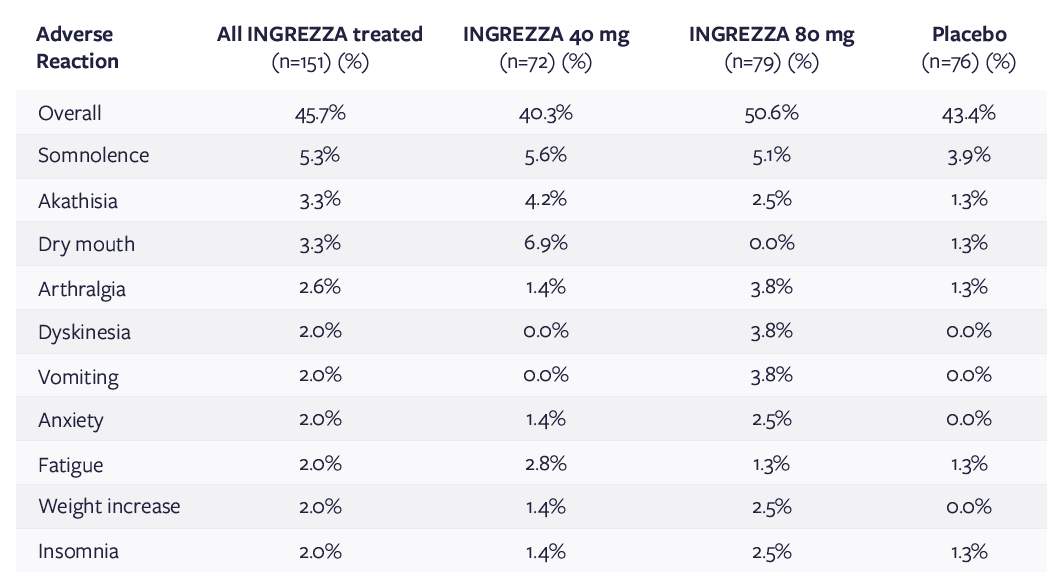 Adverse Reaction All INGREZZA treated (n=151) (%) INGREZZA 40 mg (n=72) (%) INGREZZA 80 mg (n=79) (%) Placebo (n=76) (%)
Overall 45.7% 40.3% 50.6% 43.4%
Somnolence 5.3% 5.6% 5.1% 3.9%
Akathisia 3.3% 4.2% 2.5% 1.3%
Dry mouth 3.3% 6.9% 0.0% 1.3%
Arthralgia 2.6% 1.4% 3.8% 1.3%
Dyskinesia 2.0% 0.0% 3.8% 0.0%
Vomiting 2.0% 0.0% 3.8% 0.0%
Anxiety 2.0% 1.4% 2.5% 0.0%
Fatigue 2.0% 2.8% 1.3% 1.3%
Weight increase 2.0% 1.4% 2.5% 0.0%
Insomnia 2.0% 1.4% 2.5% 1.3%